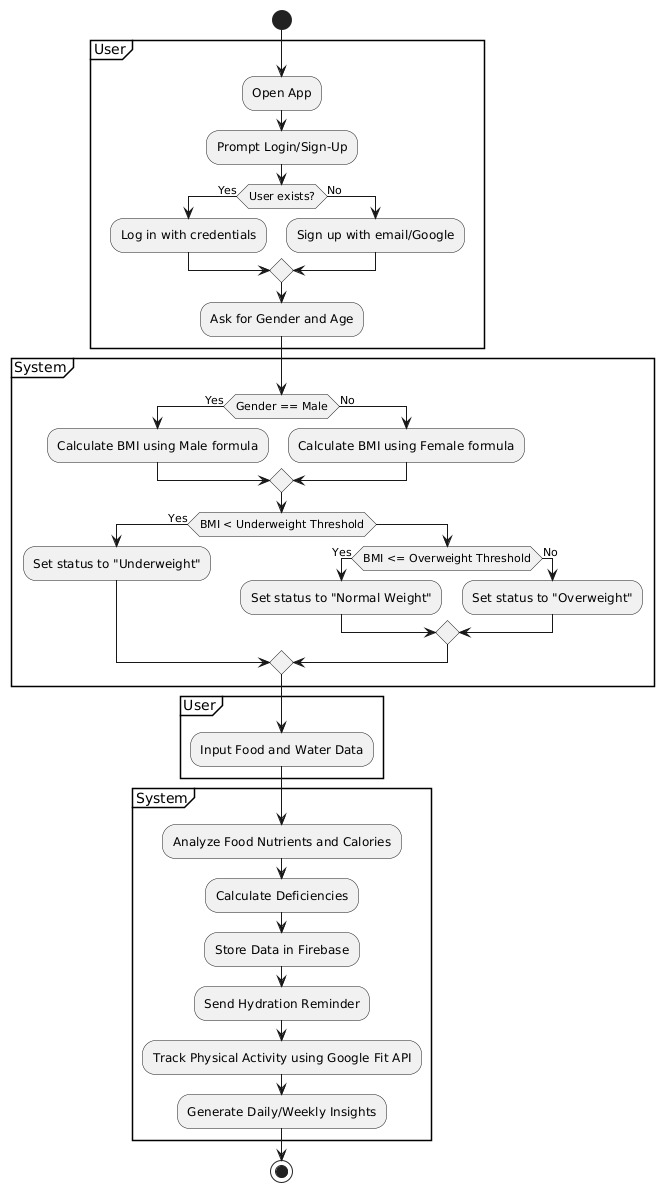 User
Open App
Prompt Login/Sign-Up
Yes
User exists?
No
Log in with credentials
Sign up with email/Google
Ask for Gender and Age
System
Yes
Gender == Male
No
Calculate BMI using Male formula
Calculate BMI using Female formula
Yes
BMI < Underweight Threshold
Set status to "Underweight"
Yes
BMI <= Overweight Threshold
No
Set status to "Normal Weight"
Set status to "Overweight"
User
Input Food and Water Data
System
Analyze Food Nutrients and Calories
Calculate Deficiencies
Store Data in Firebase
Send Hydration Reminder
Track Physical Activity using Google Fit API
Generate Daily/Weekly Insights